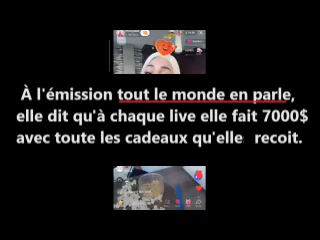 À l'émission tout le monde en parle,
elle dit qu'à chaque live elle fait 7000$
avec toute les cadeaux qu'elle recoit.